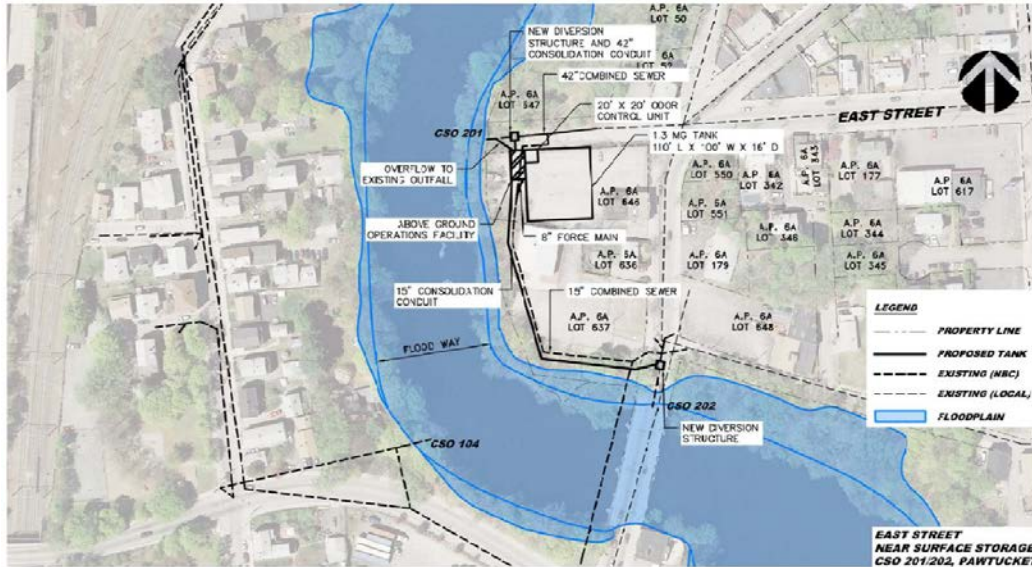 A.P. 6A
LOT 50
NEW DIVERSION
STRUCTURE AND 42"
CONSOLIDATION CONDUIT
LOT 52
42" COMBINED SEWER
A.P. 6A
LOT 647
20' X 20' ODOR
CONTROL UNIT
EAST STREET
CSO 201
1.3 MG TANK
110' L X 100' W X 16' D
OVERFLOW TO
EXISTING OUTFALL
A.P. 6A
LOT 646
A.P. 6A
LOT 550
A.P. 6A
LOT 342
A.P. 6A
LOT 343
A.P. 6A
LOT 177
A.P. 6A
LOT 617
ABOVE GROUND
OPERATIONS FACILITY
A.P. 6A
LOT 551
8" FORCE MAIN
A.P. 6A
LOT 346
A.P. 6A
LOT 344
A.P. 6A
LOT 636
A.P. 6A
LOT 179
A.P. 6A
LOT 345
15" CONSOLIDATION
CONDUIT
15" COMBINED SEWER
A.P. 6A
LOT 637
A.P. 6A
LOT 648
FLOOD WAY
CSO 202
NEW DIVERSION
STRUCTURE
CSO 104
LEGEND
PROPERTY LINE
PROPOSED TANK
EXISTING (NBC)
EXISTING (LOCAL)
FLOODPLAIN
EAST STREET
NEAR SURFACE STORAGE
CSO 201/202, PAWTUCKET